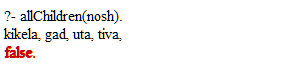 ?- allChildren(nosh).
kikela, gad, uta, tiva,
false.